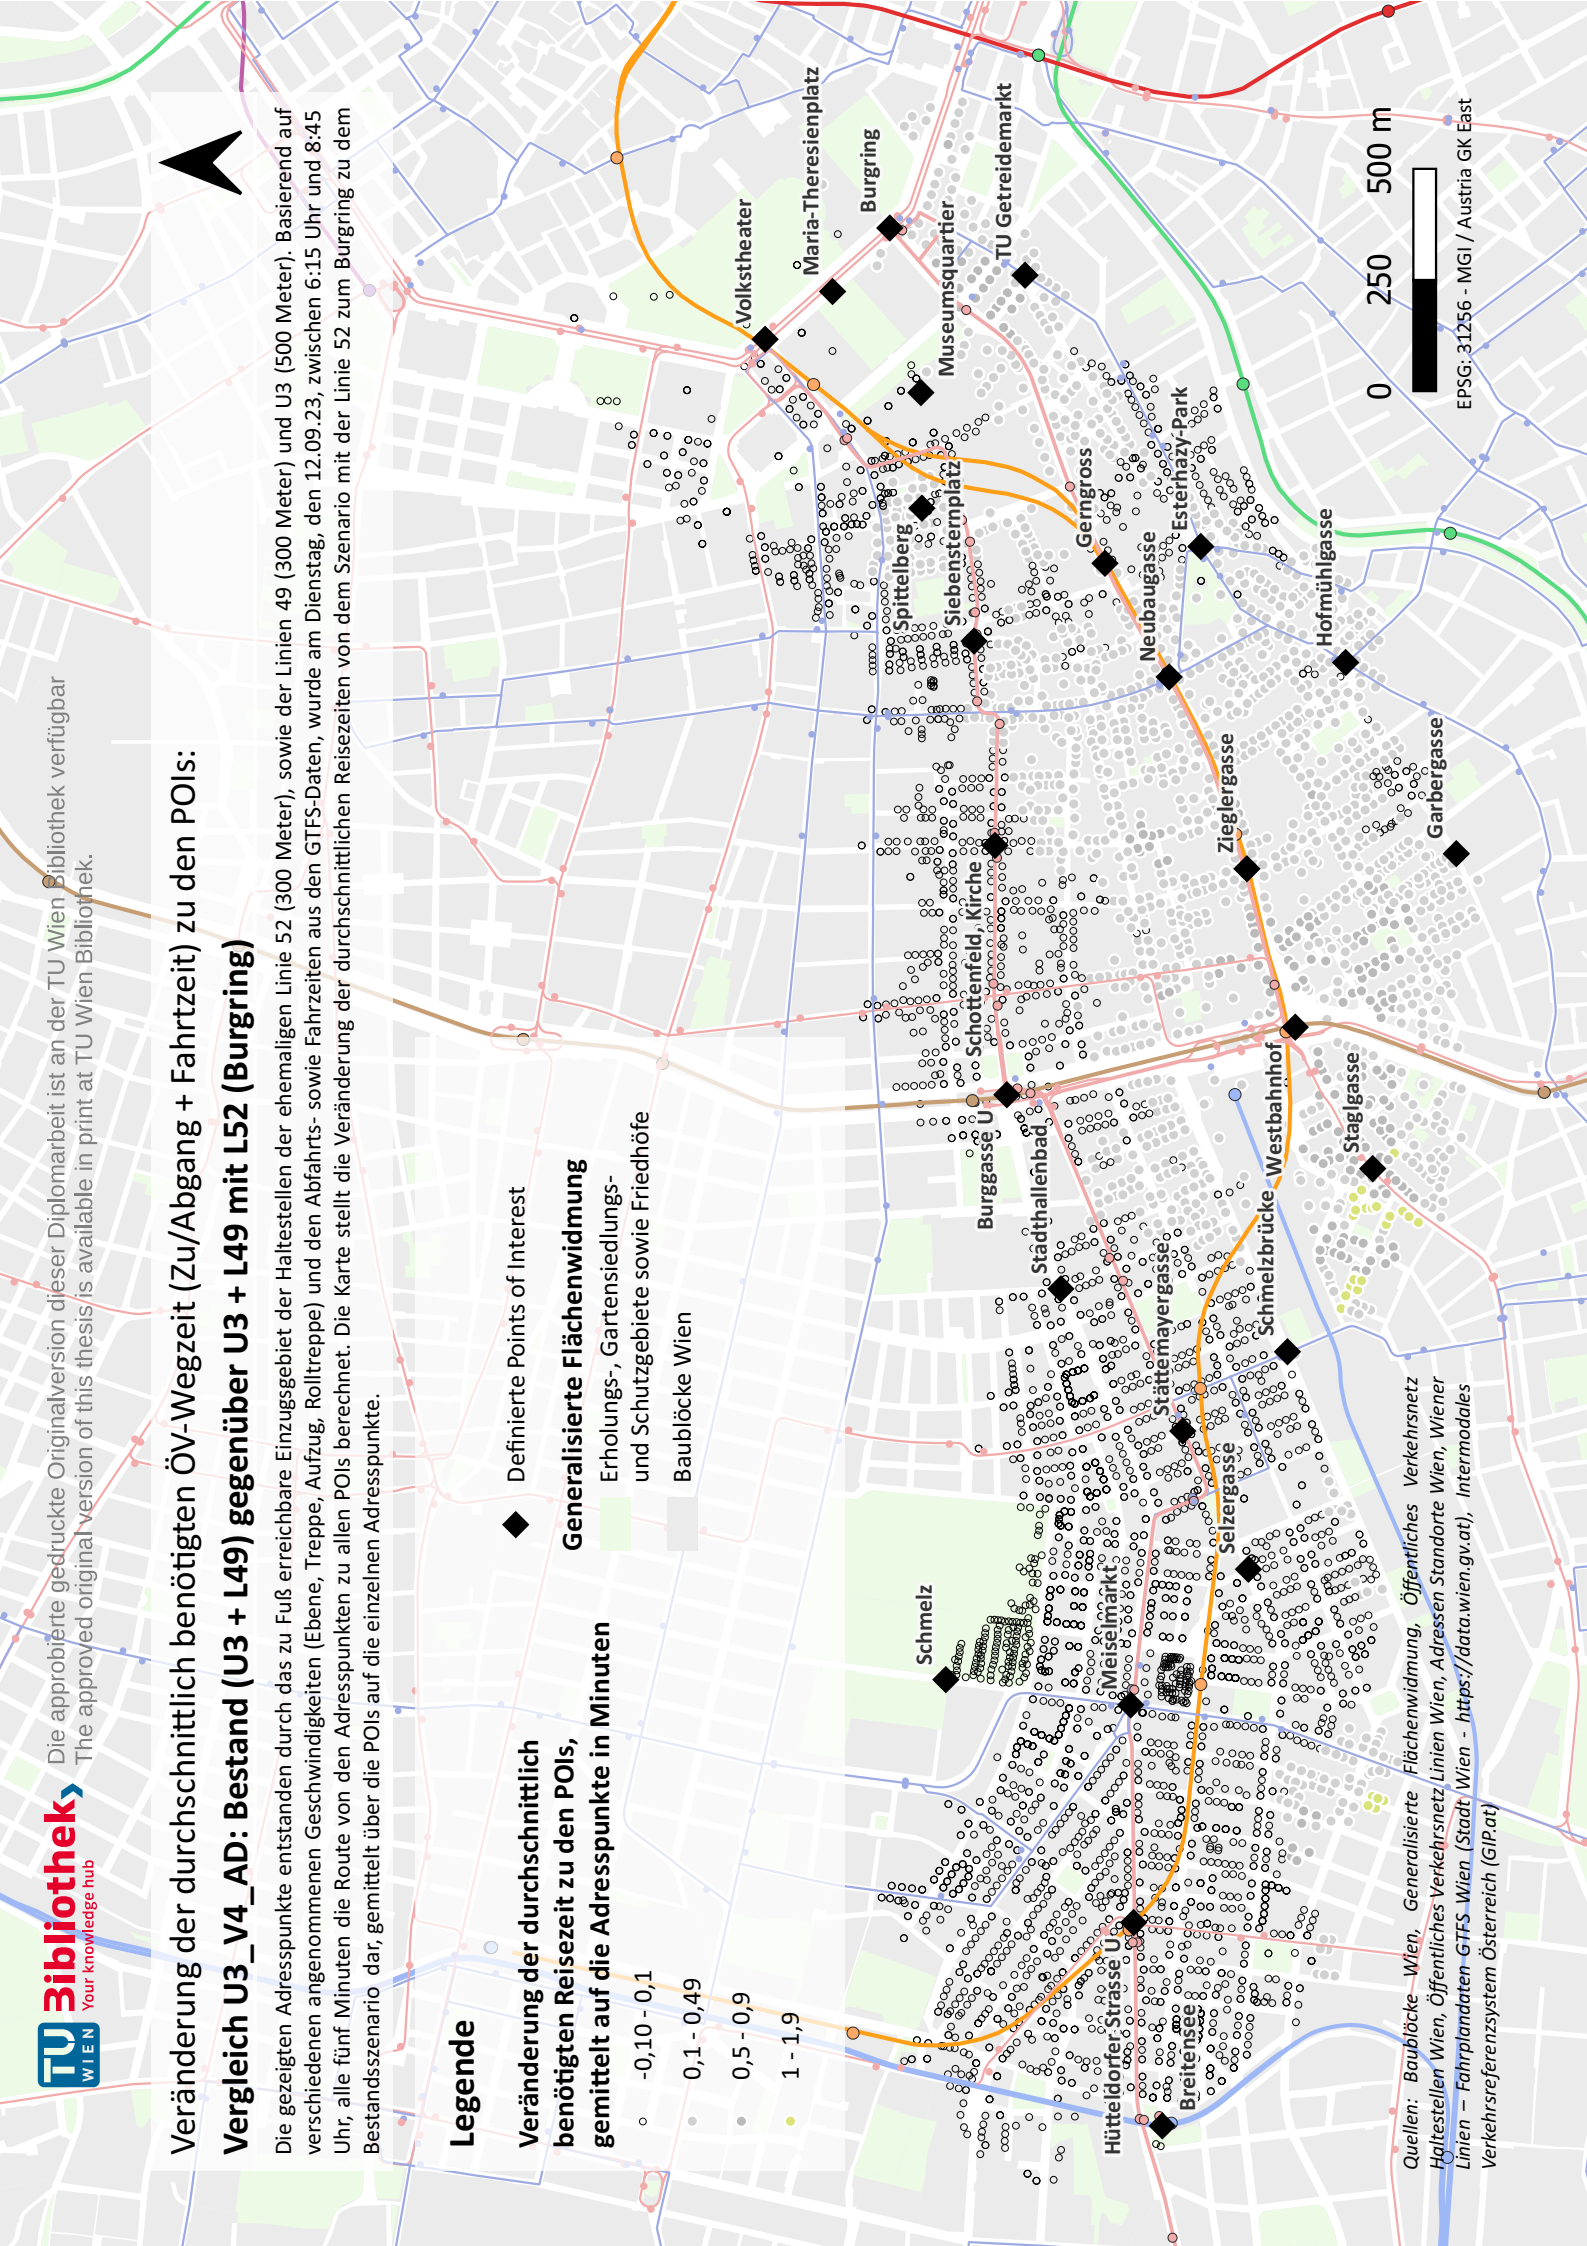 TU WIEN Bibliothek
Your knowledge hub
Die approbierte gedruckte Originalversion dieser Diplomarbeit ist an der TU Wien Bibliothek verfügbar
The approved original version of this thesis is available in print at TU Wien Bibliothek.
Veränderung der durchschnittlich benötigten ÖV-Wegzeit (Zu/Abgang + Fahrtzeit) zu den POIs:
Vergleich U3_V4_AD: Bestand (U3 + L49) gegenüber U3 + L49 mit L52 (Burgring)
Die gezeigten Adresspunkte entstanden durch das zu Fuß erreichbare Einzugsgebiet der Haltestellen der ehemaligen Linie 52 (300 Meter), sowie der Linien 49 (300 Meter) und U3 (500 Meter). Basierend auf
verschiedenen angenommenen Geschwindigkeiten (Ebene, Treppe, Aufzug, Rolltreppe) und den Abfahrts- sowie Fahrzeiten aus den GTFS-Daten, wurde am Dienstag, den 12.09.23, zwischen 6:15 Uhr und 8:45
Uhr, alle fünf Minuten die Route von den Adresspunkten zu allen POIs berechnet. Die Karte stellt die Veränderung der durchschnittlichen Reisezeiten von dem Szenario mit der Linie 52 zum Burgring zu dem
Bestandsszenario dar, gemittelt über die POIs auf die einzelnen Adresspunkte.
Legende
Veränderung der durchschnittlich
benötigten Reisezeit zu den POIs,
gemittelt auf die Adresspunkte in Minuten
-0,10 - 0,1
0,1 - 0,49
0,5 - 0,9
1 - 1,9
Definierte Points of Interest
Generalisierte Flächenwidmung
Erholungs-, Gartensiedlungs-
und Schutzgebiete sowie Friedhöfe
Baublöcke Wien
Volkstheater
Maria-Theresienplatz
Burgring
Museumsquartier
TU Getreidemarkt
Spittelberg
Siebensternplatz
Gerngross
Esterhazy-Park
Neubaugasse
Hofmühlgasse
Zieglergasse
Garbergasse
Schottenfeld, Kirche
Burggasse U
Stadthallenbad
Westbahnhof
Staglgasse
Schmelzbrücke
Stättermayergasse
Selzergasse
Schmelz
Meiselmarkt
Hütteldorfer Strasse U
Breitensee
0 250 500 m
EPSG: 31256 - MGI / Austria GK East
Quellen: Baublöcke Wien, Generalisierte Flächenwidmung, Öffentliches Verkehrsnetz
Haltestellen Wien, Öffentliches Verkehrsnetz Linien Wien, Adressen Standorte Wien, Wiener
Linien – Fahrplandaten GTFS Wien (Stadt Wien - https://data.wien.gv.at), Intermodales
Verkehrsreferenzsystem Österreich (GIP.at)